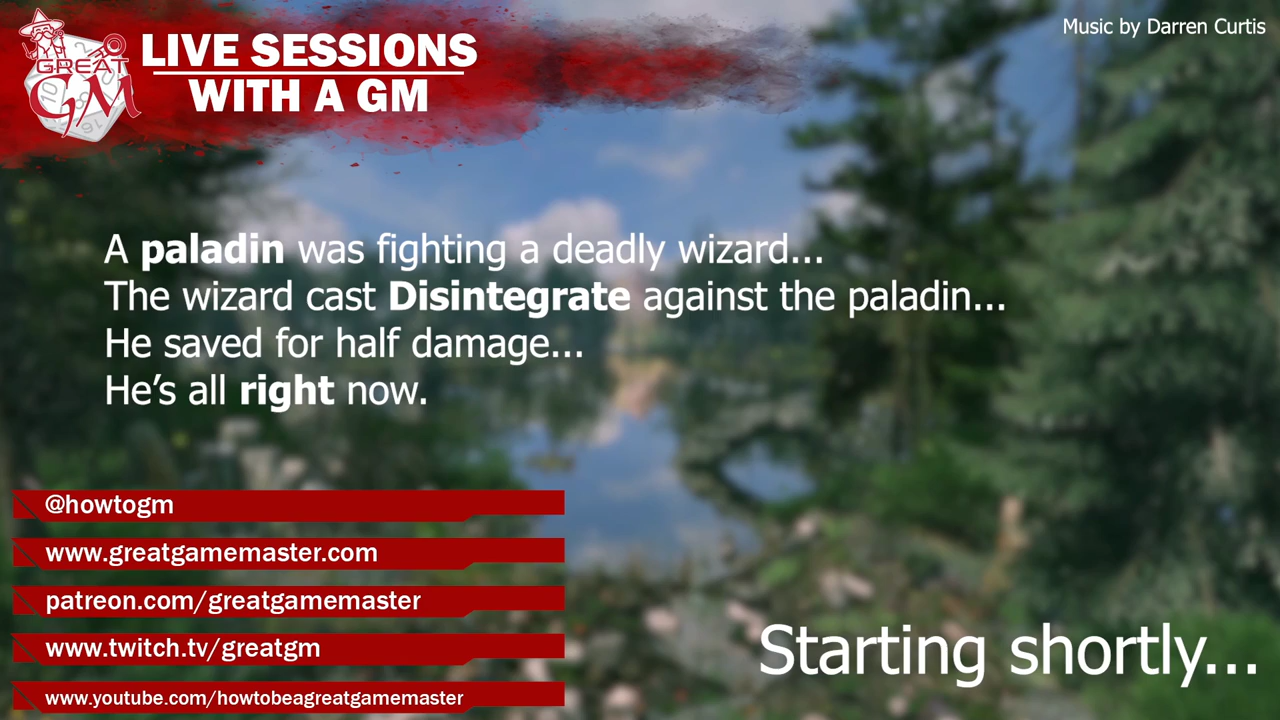 Music by Darren Curtis
GREAT
GM
LIVE SESSIONS
WITH A GM
A paladin was fighting a deadly wizard...
The wizard cast Disintegrate against the paladin...
He saved for half damage...
He's all right now.
@howtogm
www.greatgamemaster.com
patreon.com/greatgamemaster
www.twitch.tv/greatgm
www.youtube.com/howtobeagreatgamemaster
Starting shortly...